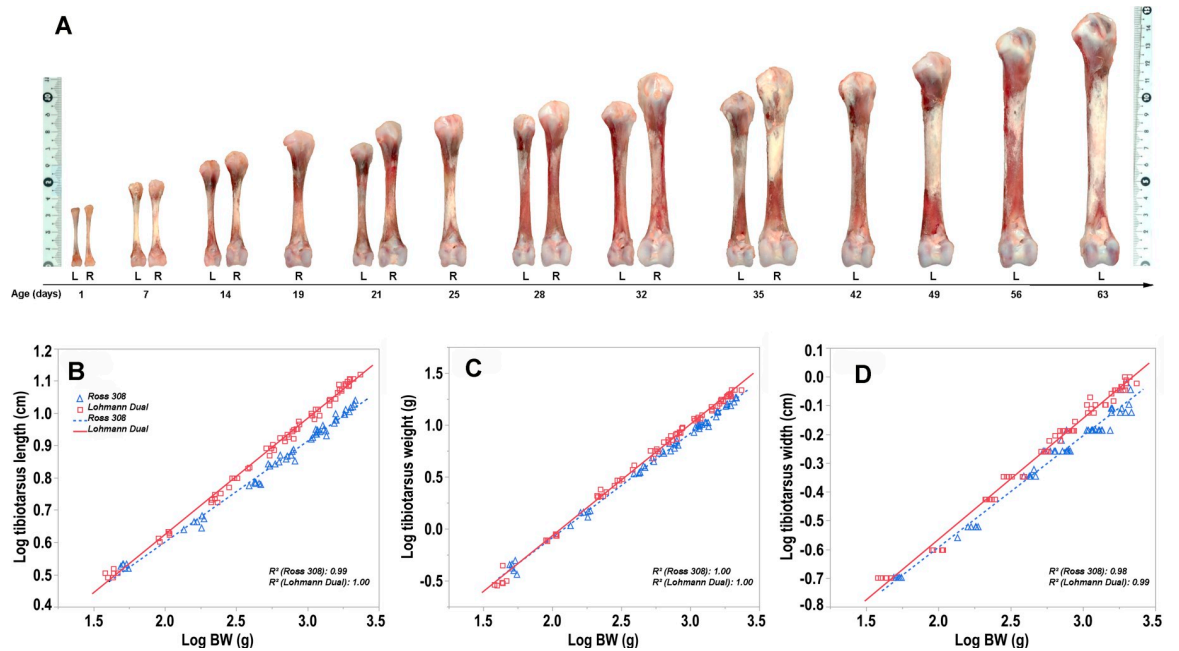 A
L R L R L R R L R R L R L R L R L L L L
Age (days) 1 7 14 19 21 25 28 32 35 42 49 56 63
B
Log tibiotarsus length (cm)
1.2
1.1
1.0
0.9
0.8
0.7
0.6
0.5
0.4
Ross 308
Lohmann Dual
Ross 308
Lohmann Dual
R² (Ross 308): 0.99
R² (Lohmann Dual): 1.00
1.5 2.0 2.5 3.0 3.5
Log BW (g)
C
Log tibiotarsus weight (g)
1.5
1.0
0.5
0.0
-0.5
R² (Ross 308): 1.00
R² (Lohmann Dual): 1.00
1.5 2.0 2.5 3.0 3.5
Log BW (g)
D
Log tibiotarsus width (cm)
0.1
0.0
-0.1
-0.2
-0.3
-0.4
-0.5
-0.6
-0.7
-0.8
R² (Ross 308): 0.98
R² (Lohmann Dual): 0.99
1.5 2.0 2.5 3.0 3.5
Log BW (g)